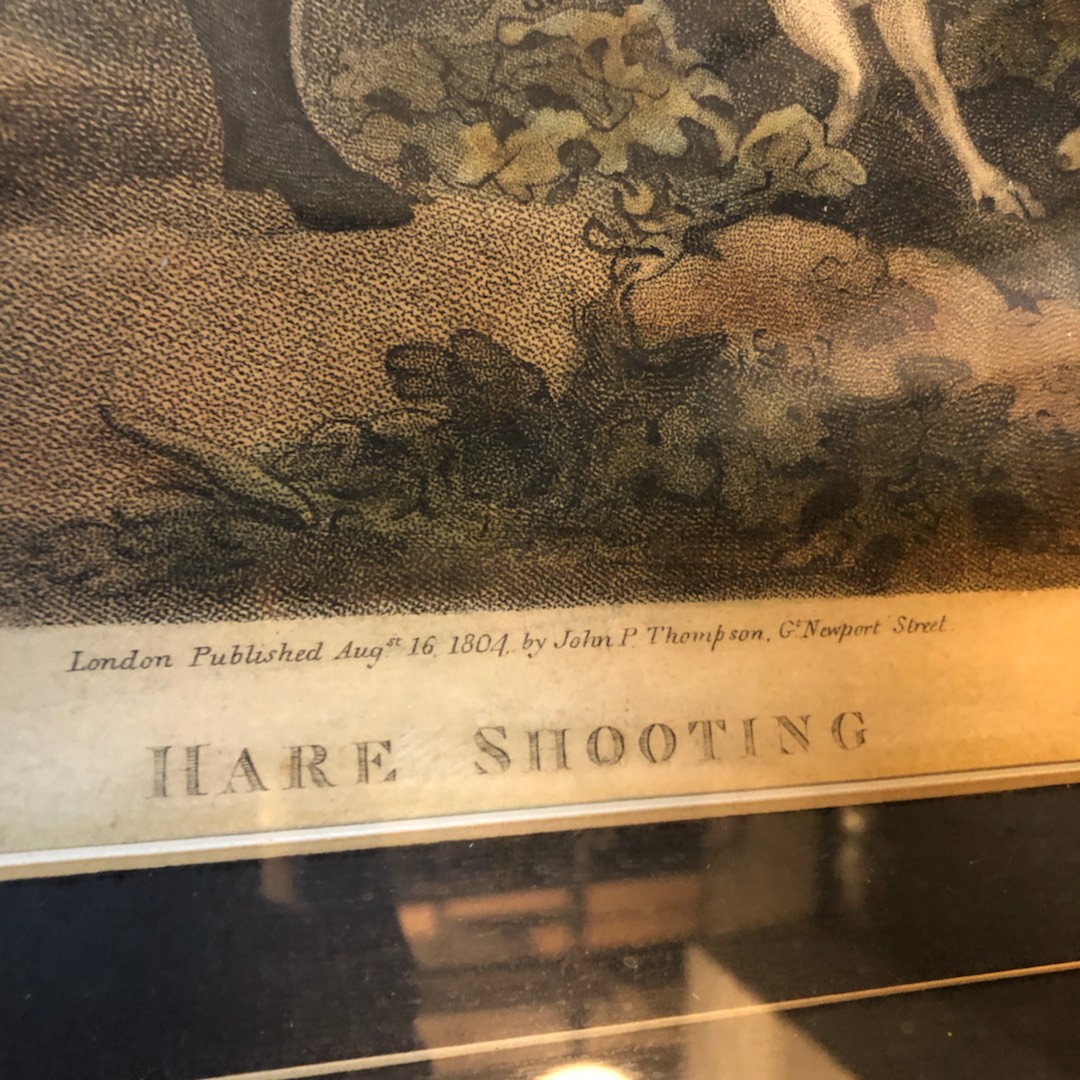 London Published Augst 16, 1804, by John P. Thompson, Gt Newport Street.
HARE SHOOTING